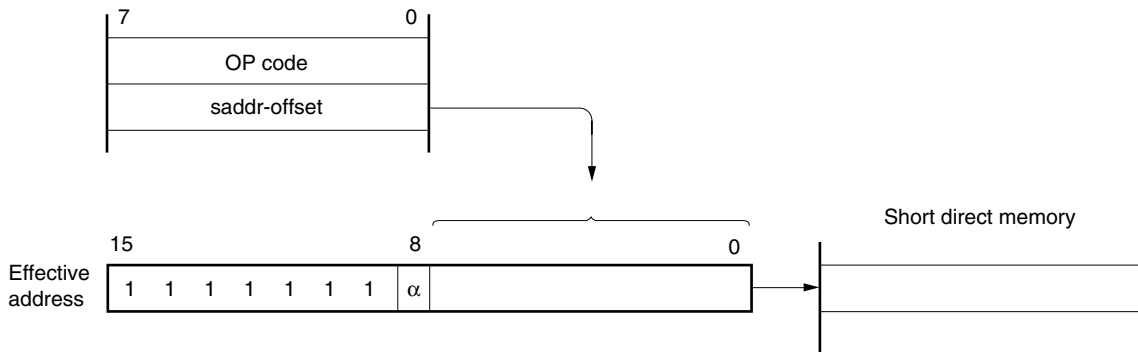 7 0
OP code
saddr-offset
Short direct memory
15 8 0
Effective
address
1 1 1 1 1 1 1 α